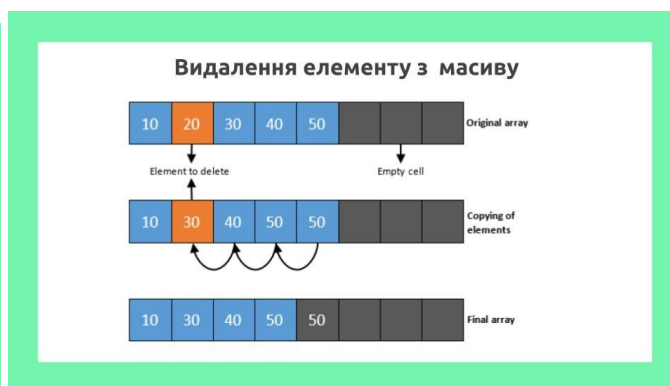 Видалення елементу з масиву
10 20 30 40 50
Original array
Element to delete
Empty cell
10 30 40 50 50
Copying of
elements
10 30 40 50 50
Final array